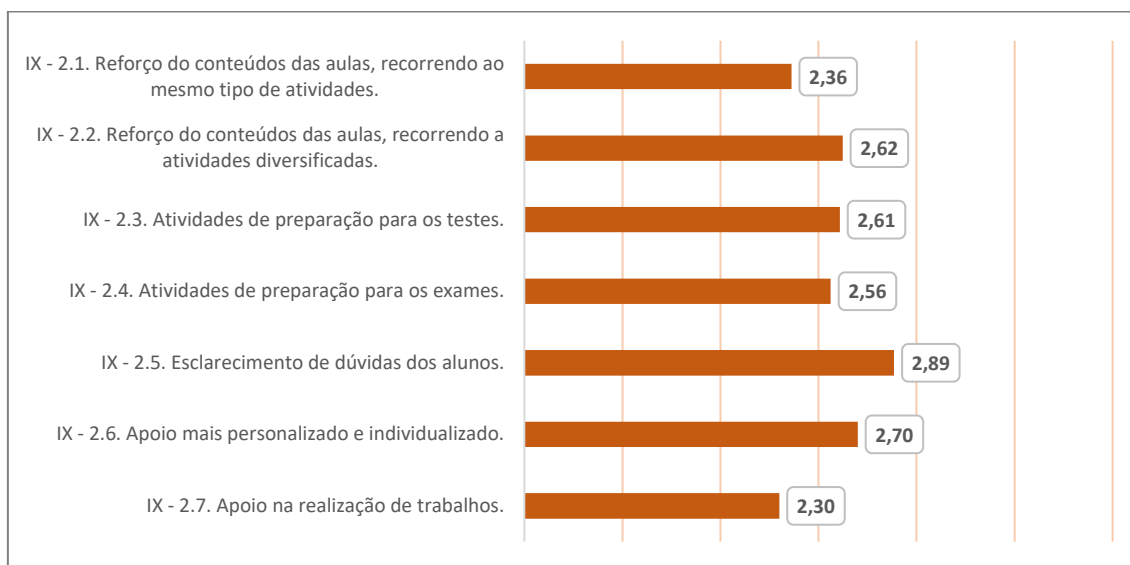 IX - 2.1. Reforço do conteúdos das aulas, recorrendo ao
mesmo tipo de atividades.
2,36
IX - 2.2. Reforço do conteúdos das aulas, recorrendo a
atividades diversificadas.
2,62
IX - 2.3. Atividades de preparação para os testes.
2,61
IX - 2.4. Atividades de preparação para os exames.
2,56
IX - 2.5. Esclarecimento de dúvidas dos alunos.
2,89
IX - 2.6. Apoio mais personalizado e individualizado.
2,70
IX - 2.7. Apoio na realização de trabalhos.
2,30